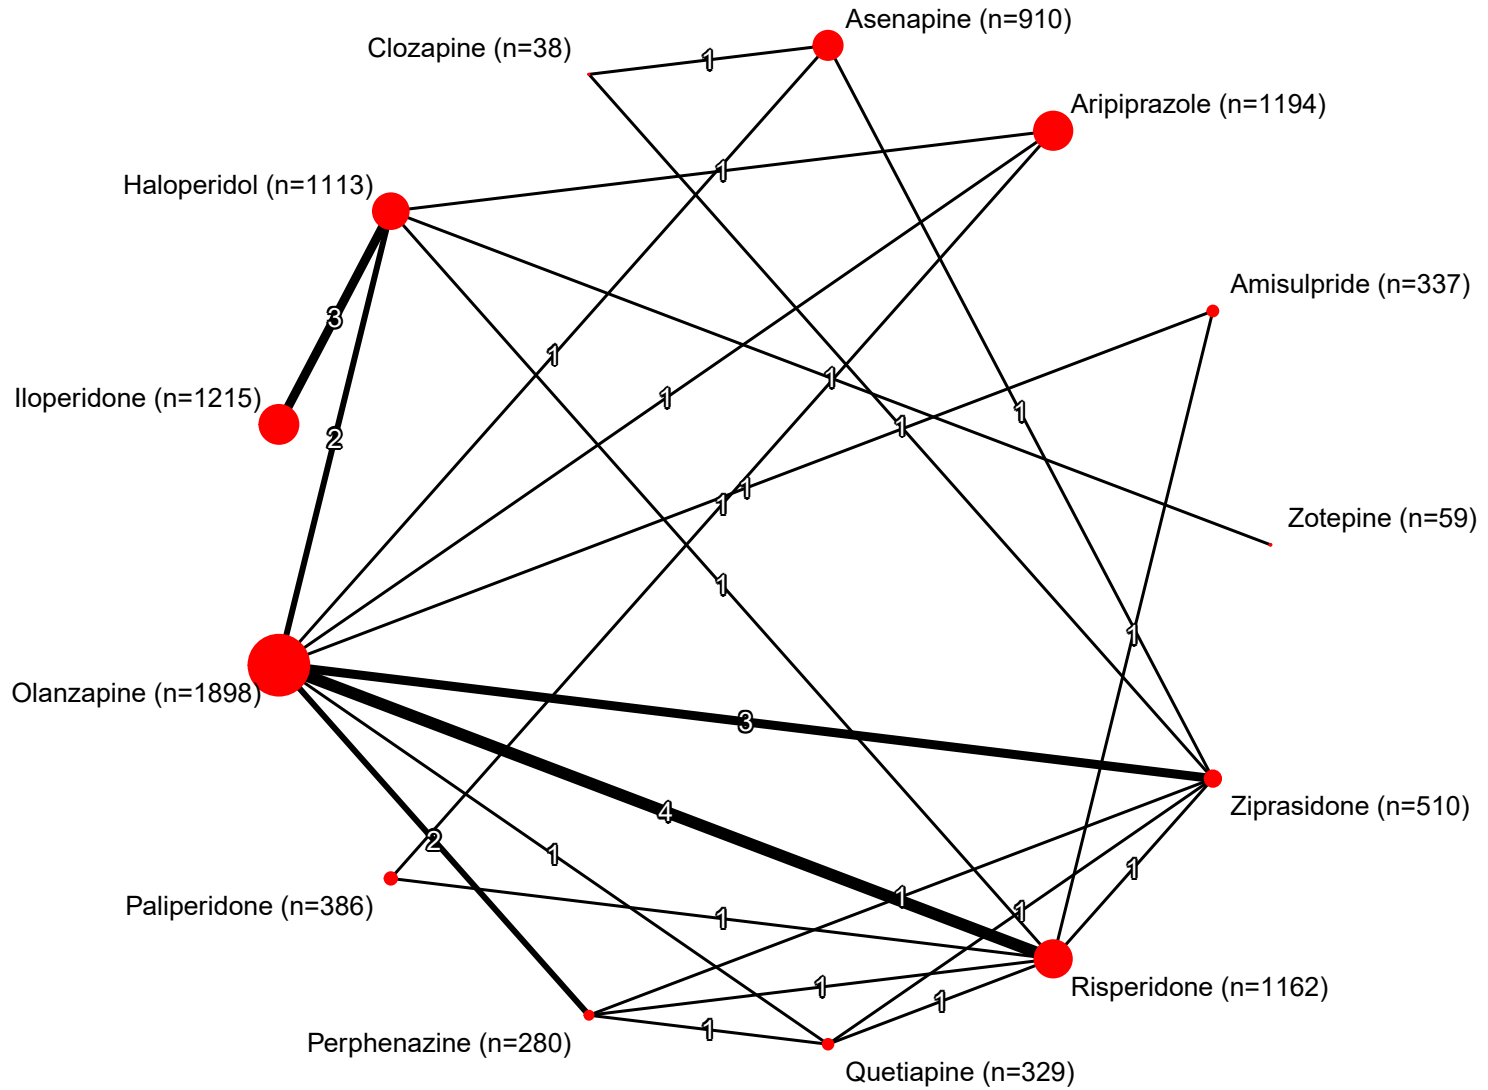 Asenapine (n=910)
Clozapine (n=38)
1
Aripiprazole (n=1194)
1
Haloperidol (n=1113)
Amisulpride (n=337)
3
1
1
Iloperidone (n=1215)
1
1
1
2
1
1
Zotepine (n=59)
1
1
Olanzapine (n=1898)
3
Ziprasidone (n=510)
4
2
1
1
Paliperidone (n=386)
1
1
1
1
Risperidone (n=1162)
1
1
Perphenazine (n=280)
Quetiapine (n=329)